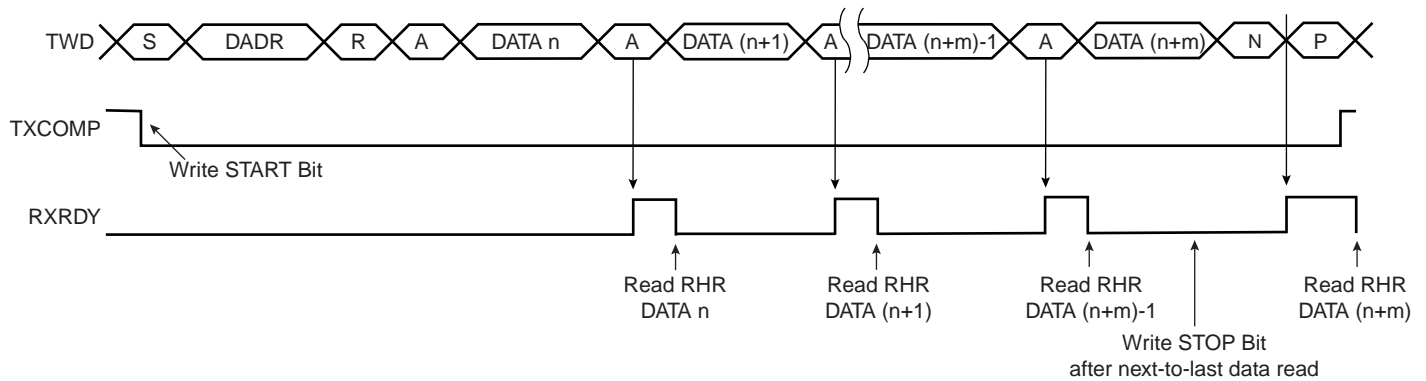 TWD S DADR R A DATA n A DATA (n+1) A DATA (n+m)-1 A DATA (n+m) N P
TXCOMP
Write START Bit
RXRDY
Read RHR
DATA n
Read RHR
DATA (n+1)
Read RHR
DATA (n+m)-1
Read RHR
DATA (n+m)
Write STOP Bit
after next-to-last data read